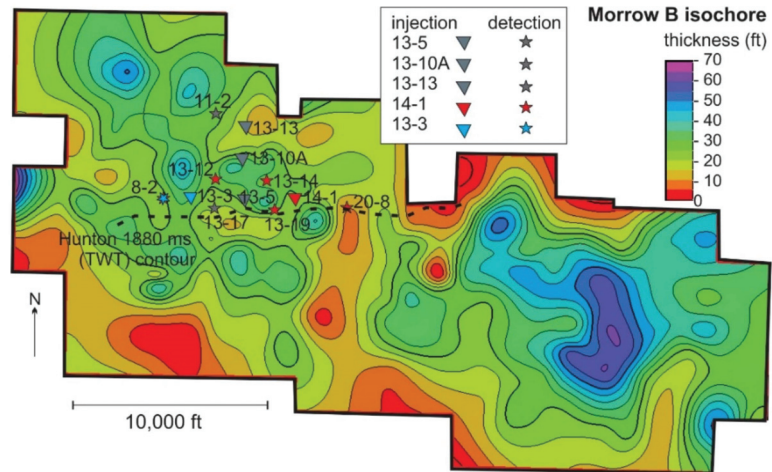 Morrow B isochore
thickness (ft)
70
60
50
40
30
20
10
0
injection detection
13-5
13-10A
13-13
14-1
13-3
11-2
13-13
13-10A
13-12
13-14
8-2
13-3
13-5
14-1
20-8
13-17
13-19
Hunton 1880 ms
(TWT) contour
N
10,000 ft